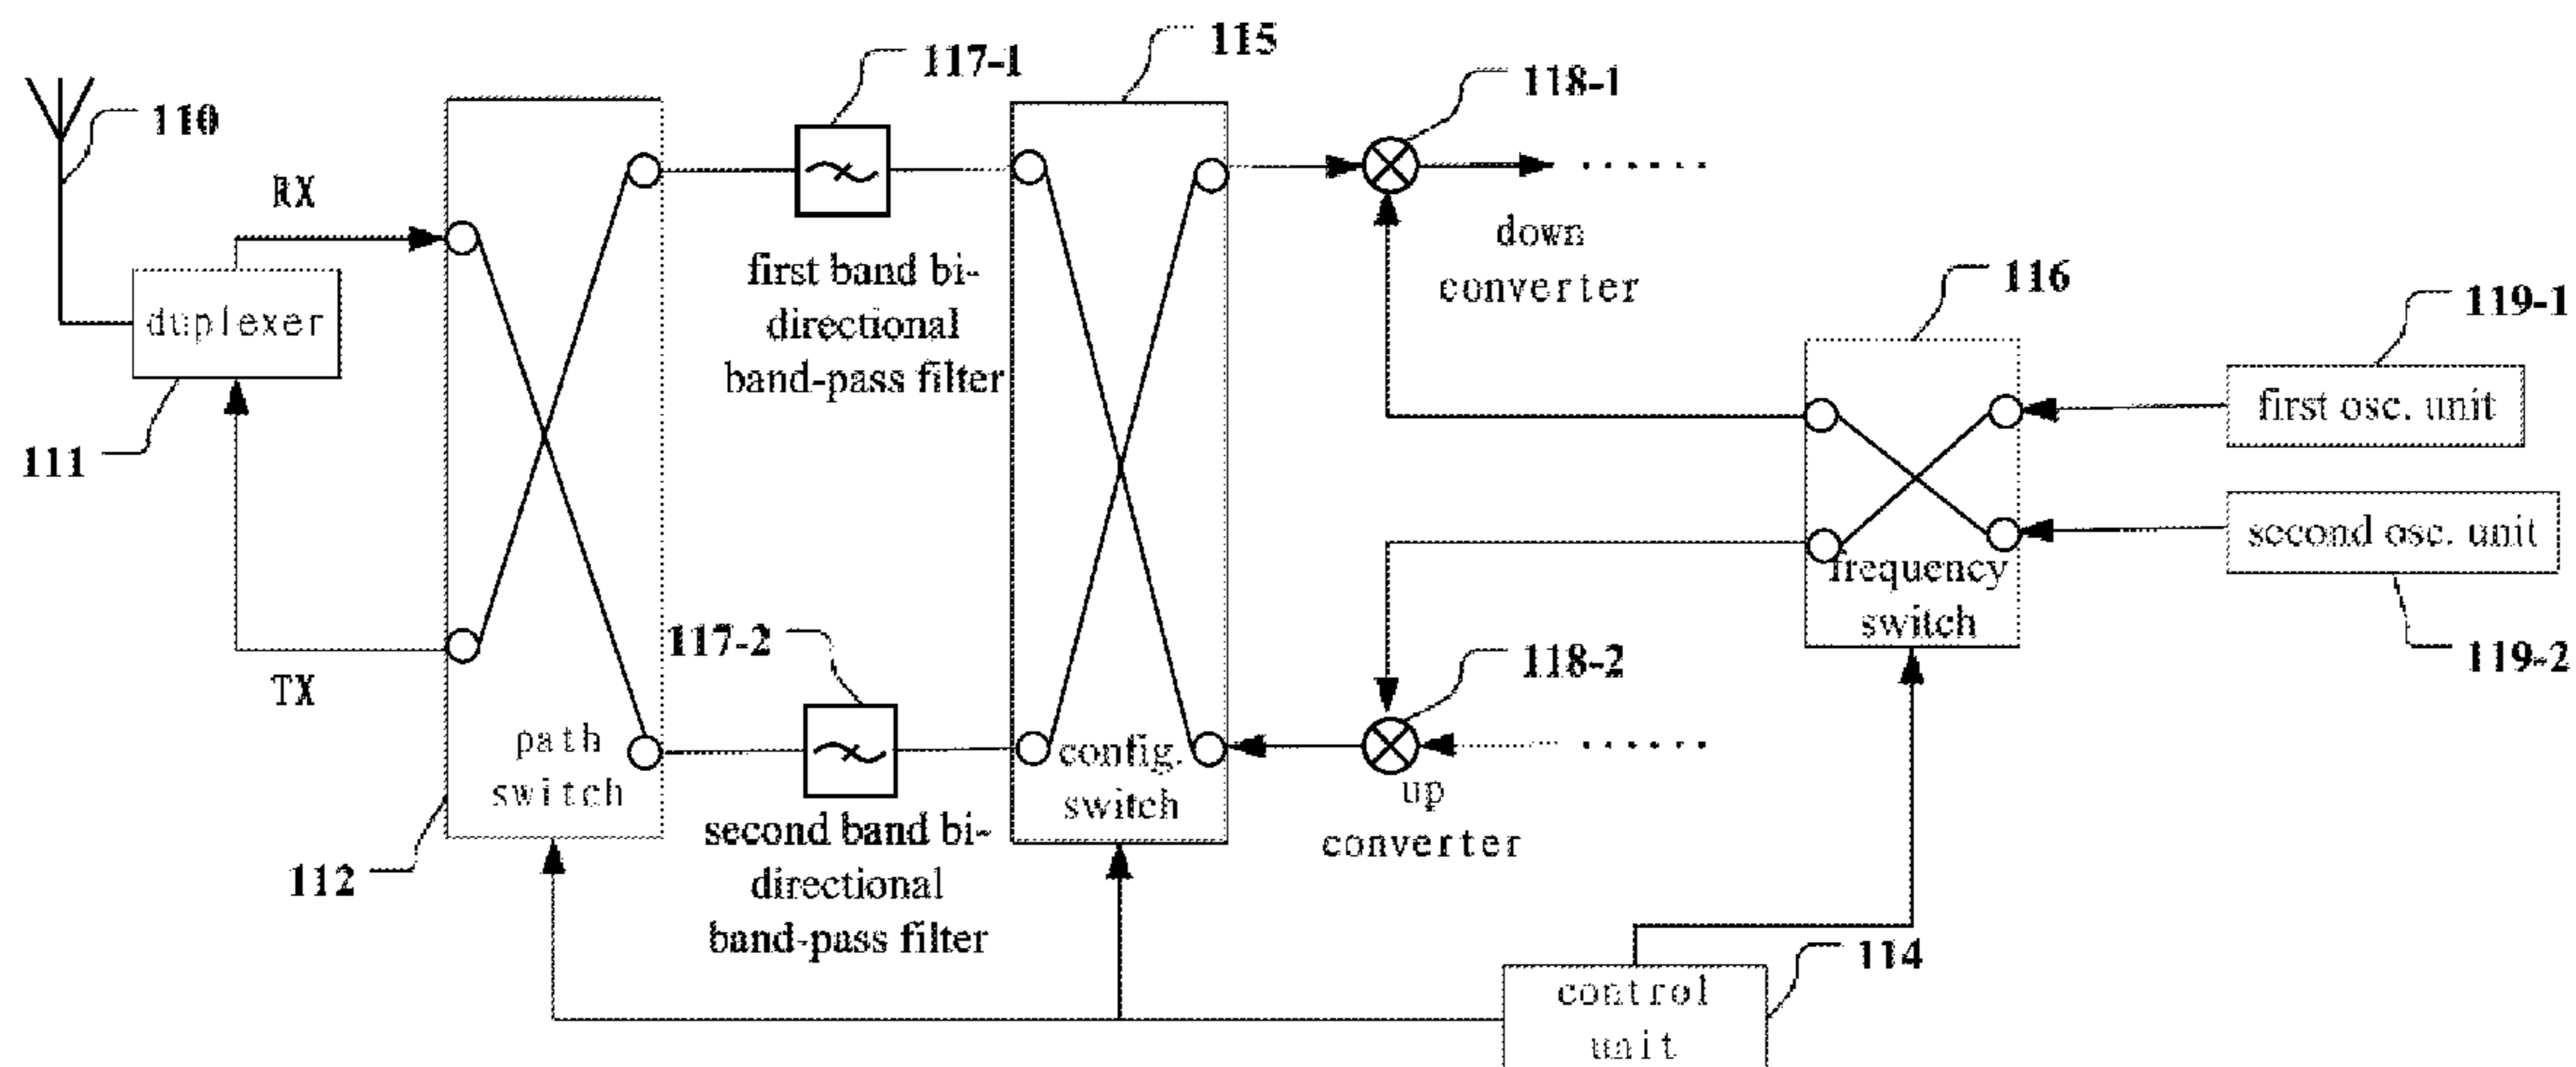 110
RX
duplexer
111
TX
path
switch
112
117-1
first band bi-
directional
band-pass filter
117-2
second band bi-
directional
band-pass filter
115
config.
switch
118-1
down
converter
118-2
up
converter
116
frequency
switch
119-1
first osc. unit
second osc. unit
119-2
114
control
unit